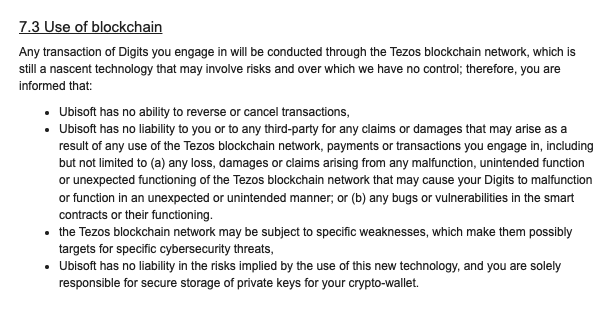 7.3 Use of blockchain
Any transaction of Digits you engage in will be conducted through the Tezos blockchain network, which is
still a nascent technology that may involve risks and over which we have no control; therefore, you are
informed that:
• Ubisoft has no ability to reverse or cancel transactions,
• Ubisoft has no liability to you or to any third-party for any claims or damages that may arise as a
result of any use of the Tezos blockchain network, payments or transactions you engage in, including
but not limited to (a) any loss, damages or claims arising from any malfunction, unintended function
or unexpected functioning of the Tezos blockchain network that may cause your Digits to malfunction
or function in an unexpected or unintended manner; or (b) any bugs or vulnerabilities in the smart
contracts or their functioning.
• the Tezos blockchain network may be subject to specific weaknesses, which make them possibly
targets for specific cybersecurity threats,
• Ubisoft has no liability in the risks implied by the use of this new technology, and you are solely
responsible for secure storage of private keys for your crypto-wallet.